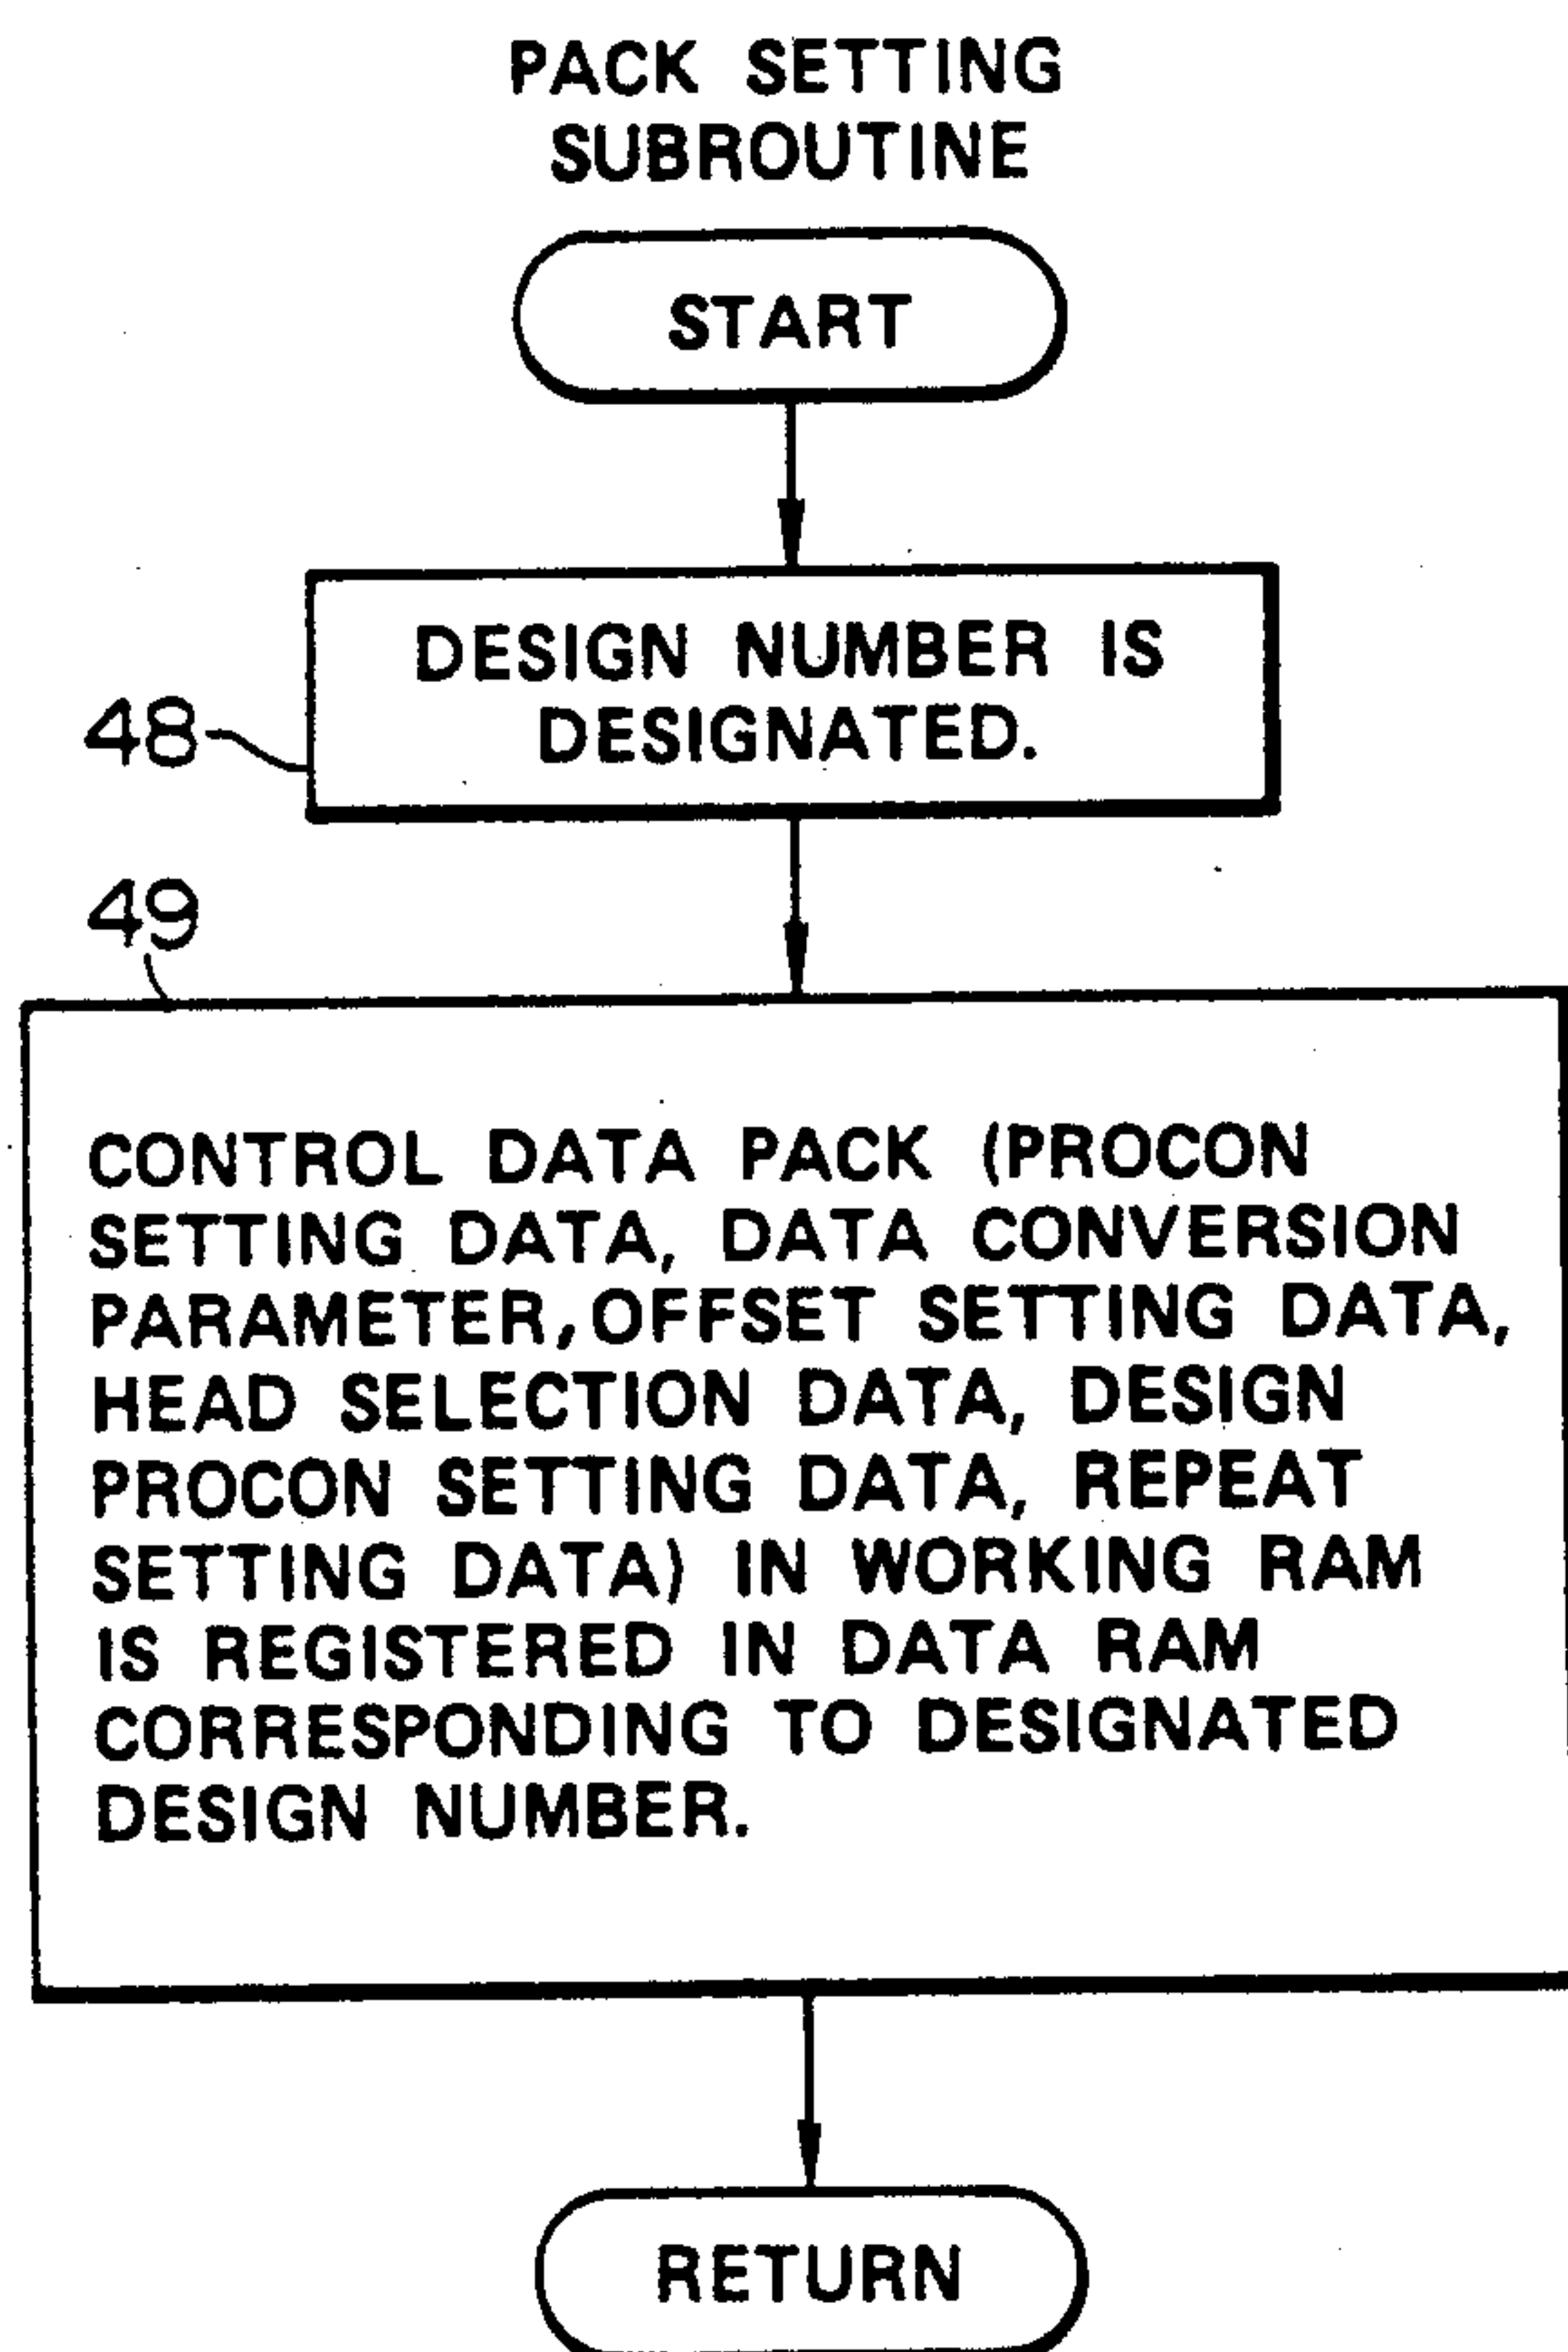 PACK SETTING
SUBROUTINE
START
DESIGN NUMBER IS
DESIGNATED.
48
49
CONTROL DATA PACK (PROCON
SETTING DATA, DATA CONVERSION
PARAMETER, OFFSET SETTING DATA,
HEAD SELECTION DATA, DESIGN
PROCON SETTING DATA, REPEAT
SETTING DATA) IN WORKING RAM
IS REGISTERED IN DATA RAM
CORRESPONDING TO DESIGNATED
DESIGN NUMBER.
RETURN